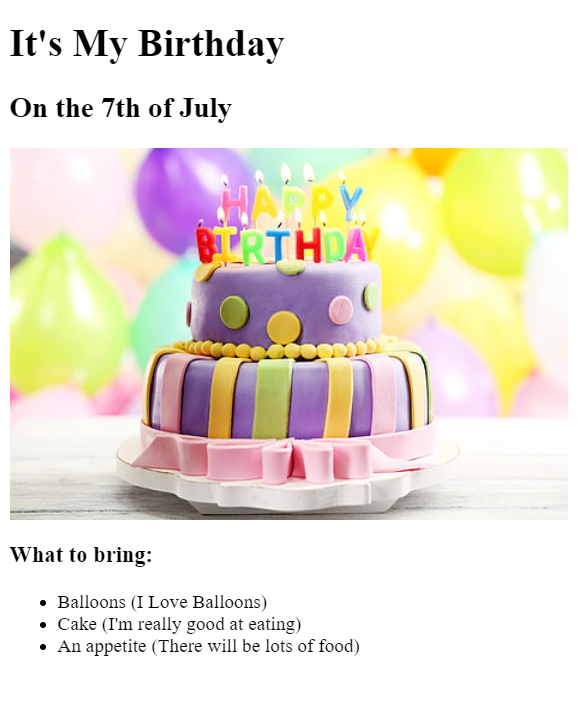 It's My Birthday
On the 7th of July
HAPPY
BIRTHDAY
What to bring:
Balloons (I Love Balloons)
Cake (I'm really good at eating)
An appetite (There will be lots of food)